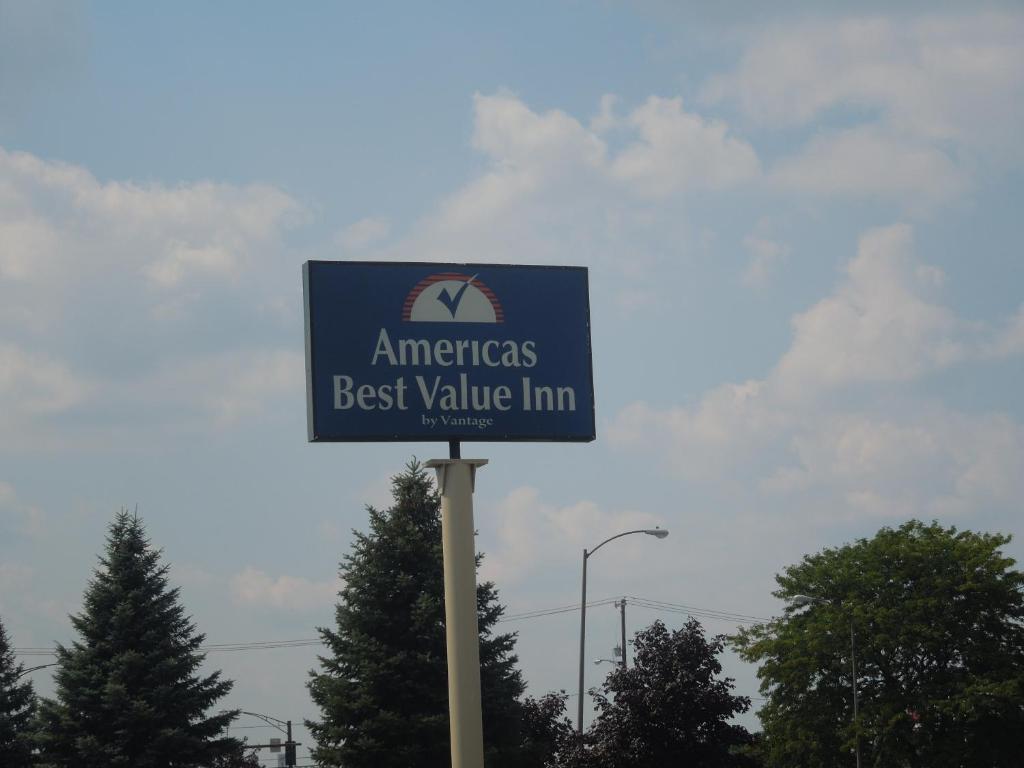 Americas
Best Value Inn
by Vantage